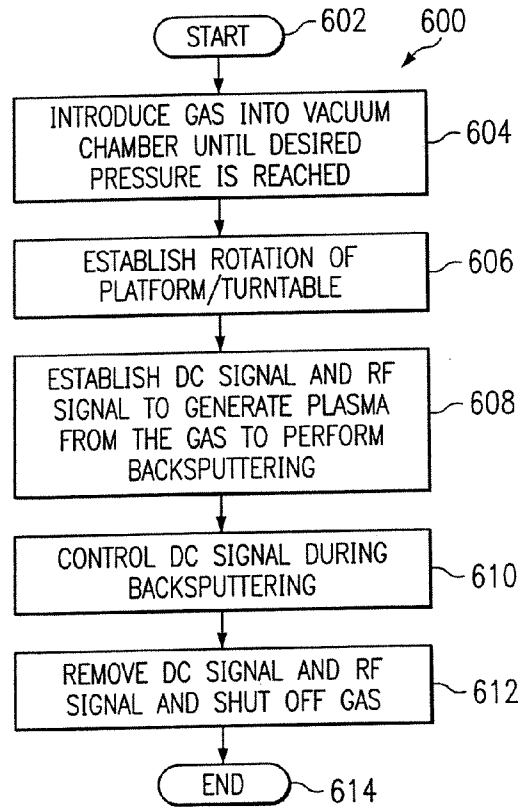 START
602
600
INTRODUCE GAS INTO VACUUM
CHAMBER UNTIL DESIRED
PRESSURE IS REACHED
604
ESTABLISH ROTATION OF
PLATFORM/TURNTABLE
606
ESTABLISH DC SIGNAL AND RF
SIGNAL TO GENERATE PLASMA
FROM THE GAS TO PERFORM
BACKSPUTTERING
608
CONTROL DC SIGNAL DURING
BACKSPUTTERING
610
REMOVE DC SIGNAL AND RF
SIGNAL AND SHUT OFF GAS
612
END
614